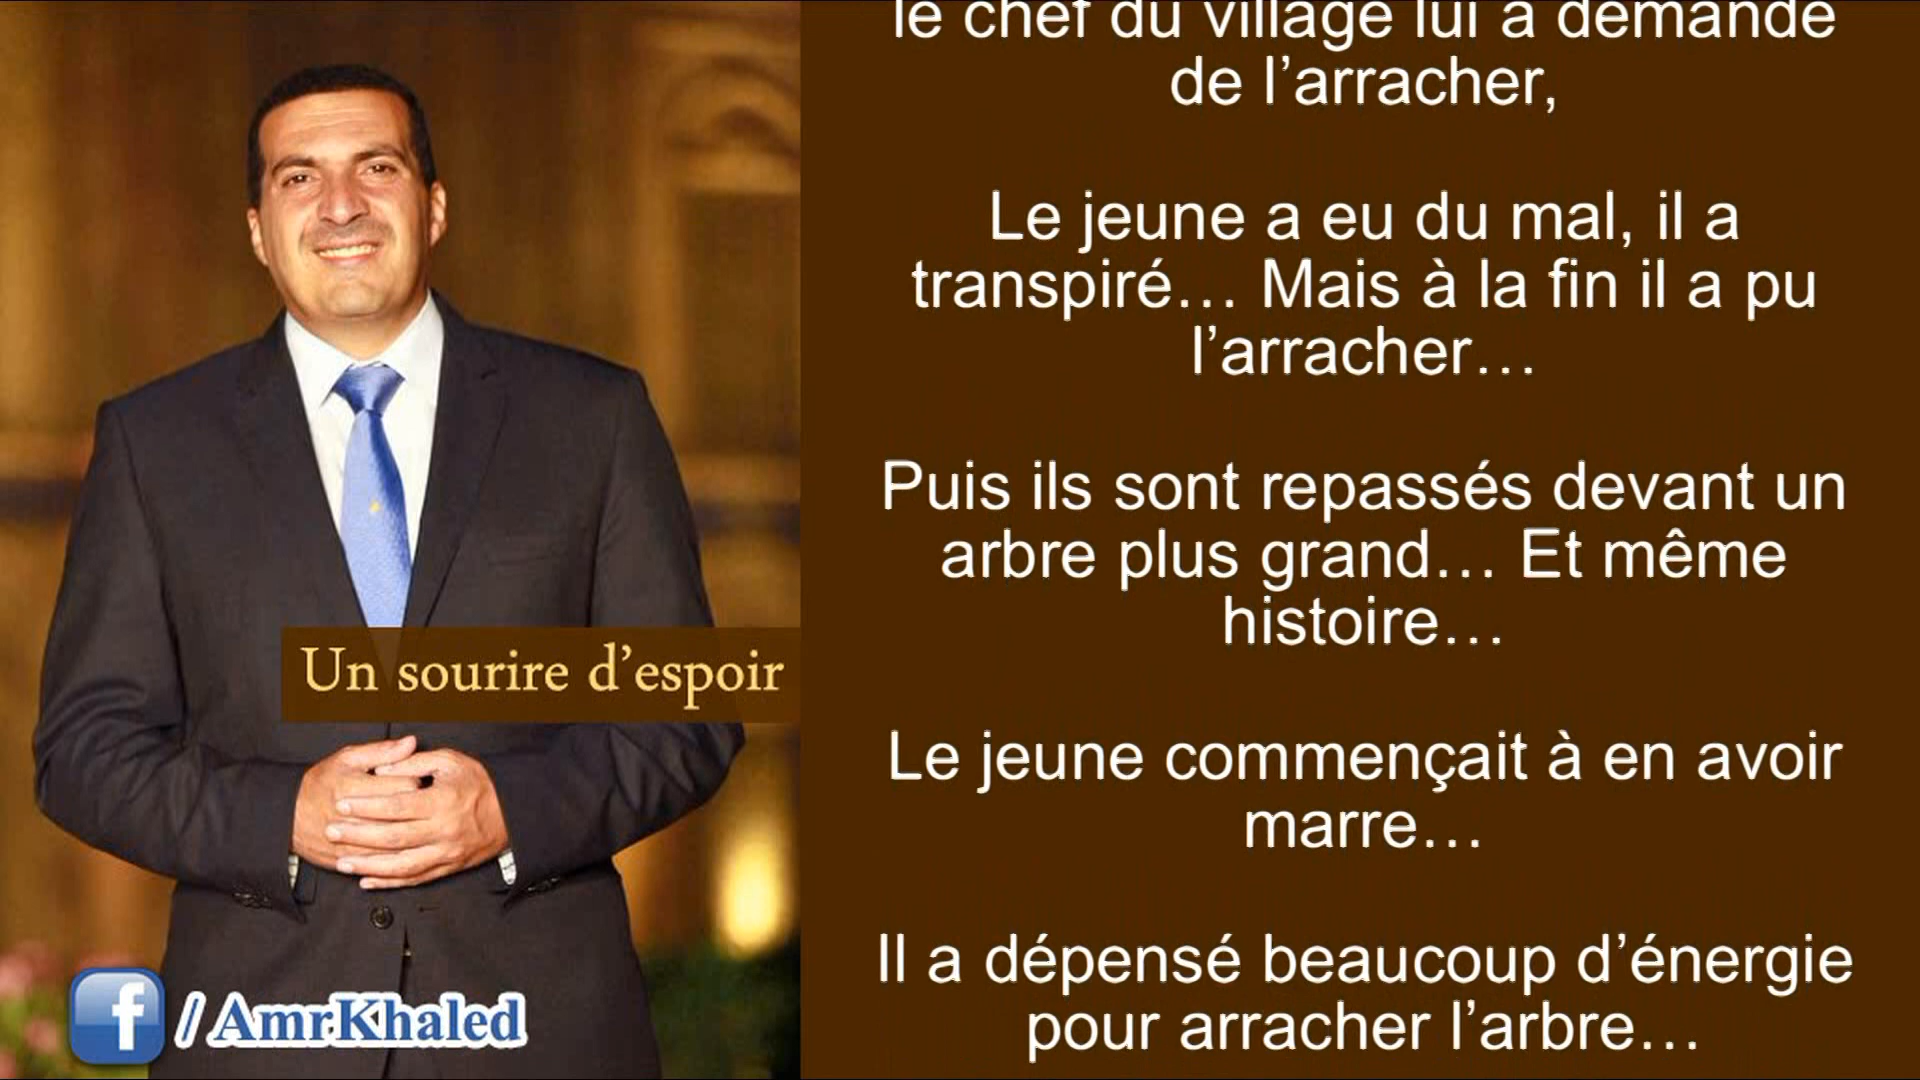 le chef du village lui a demandé
de l’arracher,
Le jeune a eu du mal, il a
transpiré… Mais à la fin il a pu
l’arracher…
Puis ils sont repassés devant un
arbre plus grand… Et même
histoire…
Le jeune commençait à en avoir
marre…
Il a dépensé beaucoup d’énergie
pour arracher l’arbre…
Un sourire d’espoir
f / AmrKhaled